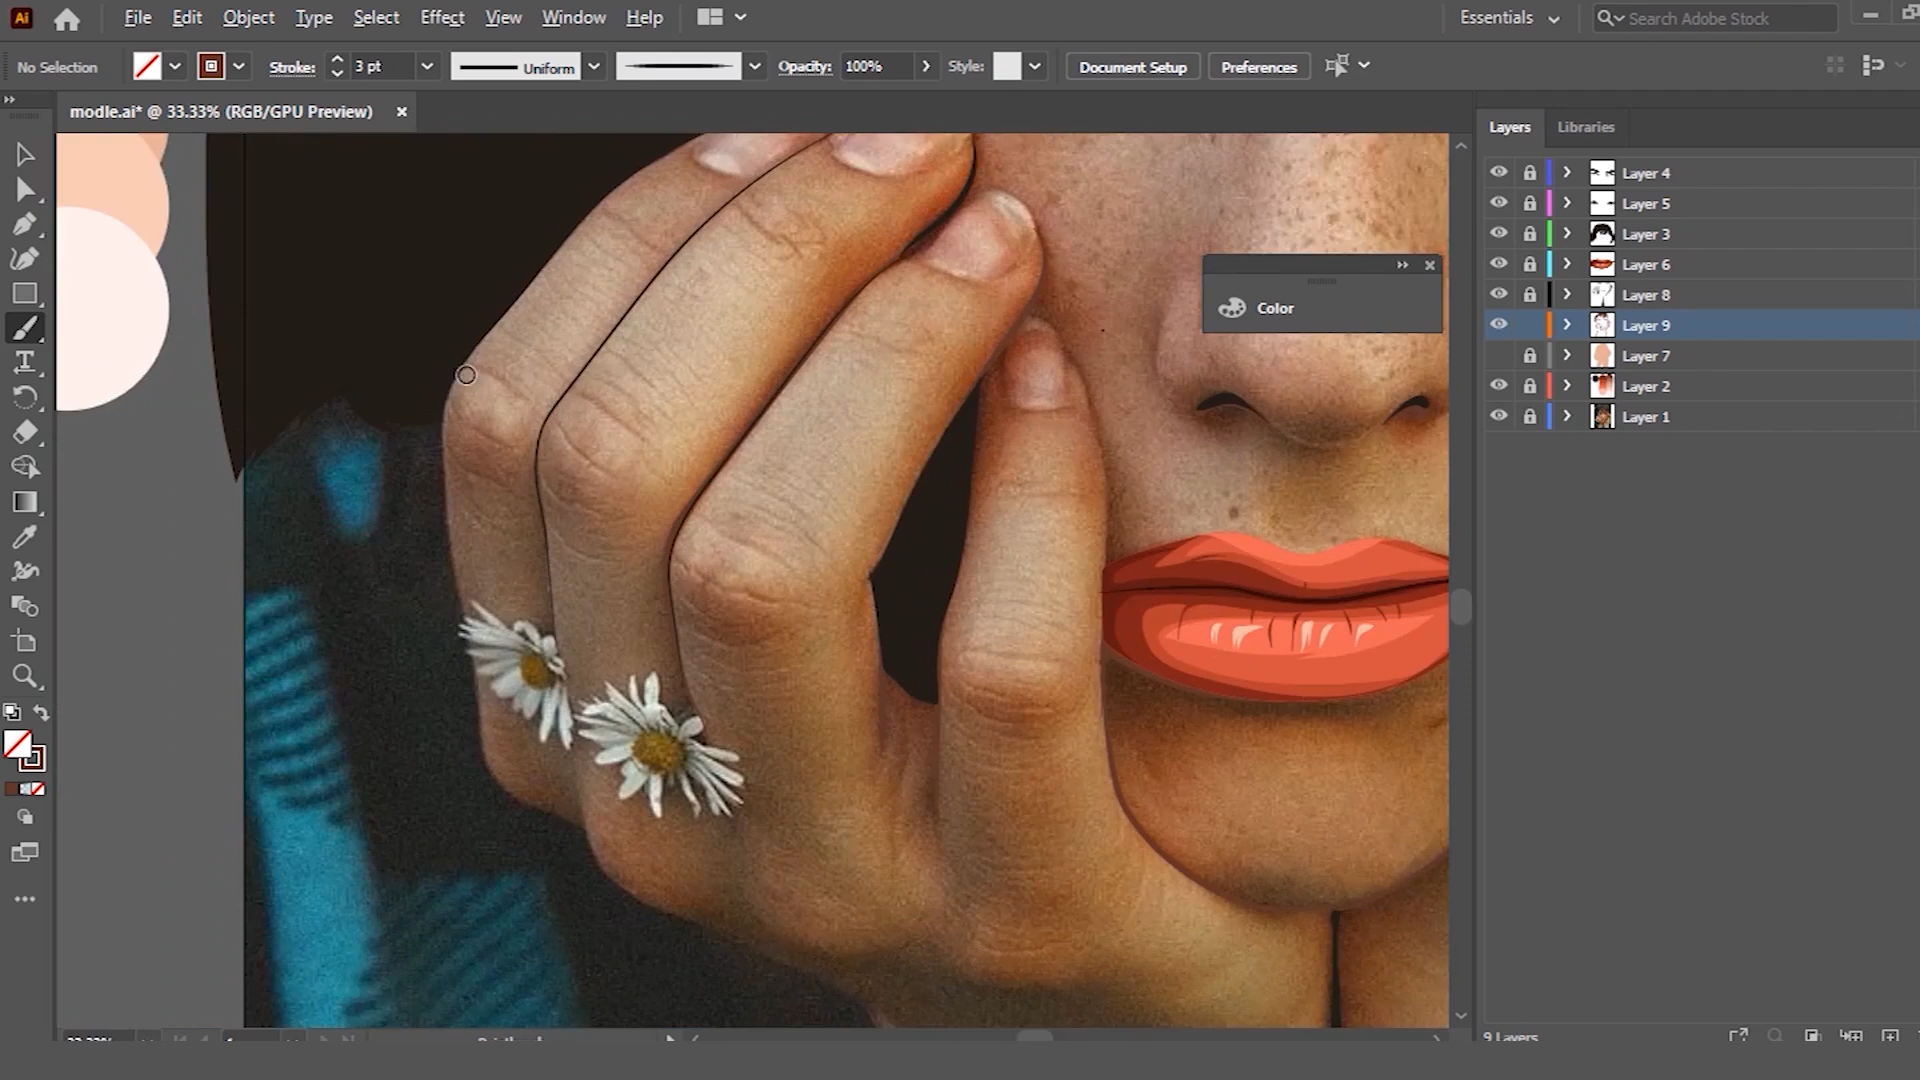 Ai File Edit Object Type Select Effect View Window Help Essentials Search Adobe Stock
No Selection Stroke: 3 pt Uniform Opacity: 100% Style: Document Setup Preferences
modle.ai* @ 33.33% (RGB/GPU Preview)
Layers Libraries
Layer 4
Layer 5
Layer 3
Layer 6
Layer 8
Layer 9
Layer 7
Layer 2
Layer 1
Color
9 Layers